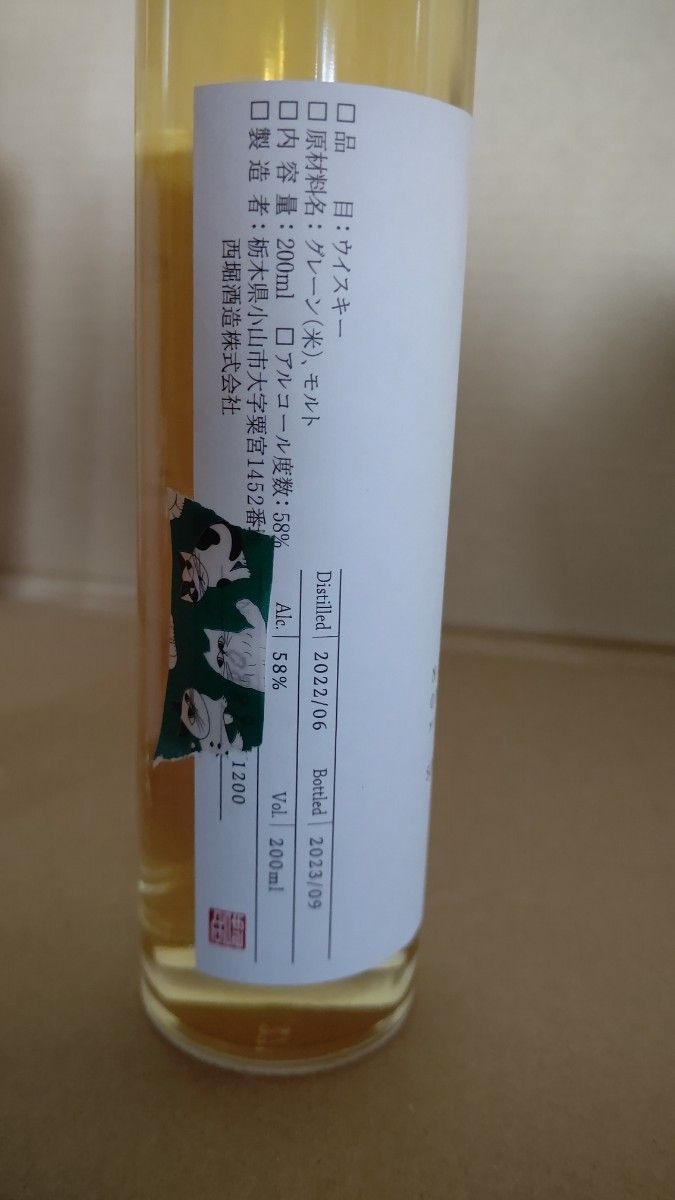 □品　　目：ウイスキー
□原材料名：グレーン（米）、モルト
□内 容 量：200ml　□アルコール度数：58%
□製 造 者：栃木県小山市大字粟宮1452番
西堀酒造株式会社
Distilled 2022/06 Bottled 2023/09
Alc. 58% Vol. 200ml
1200